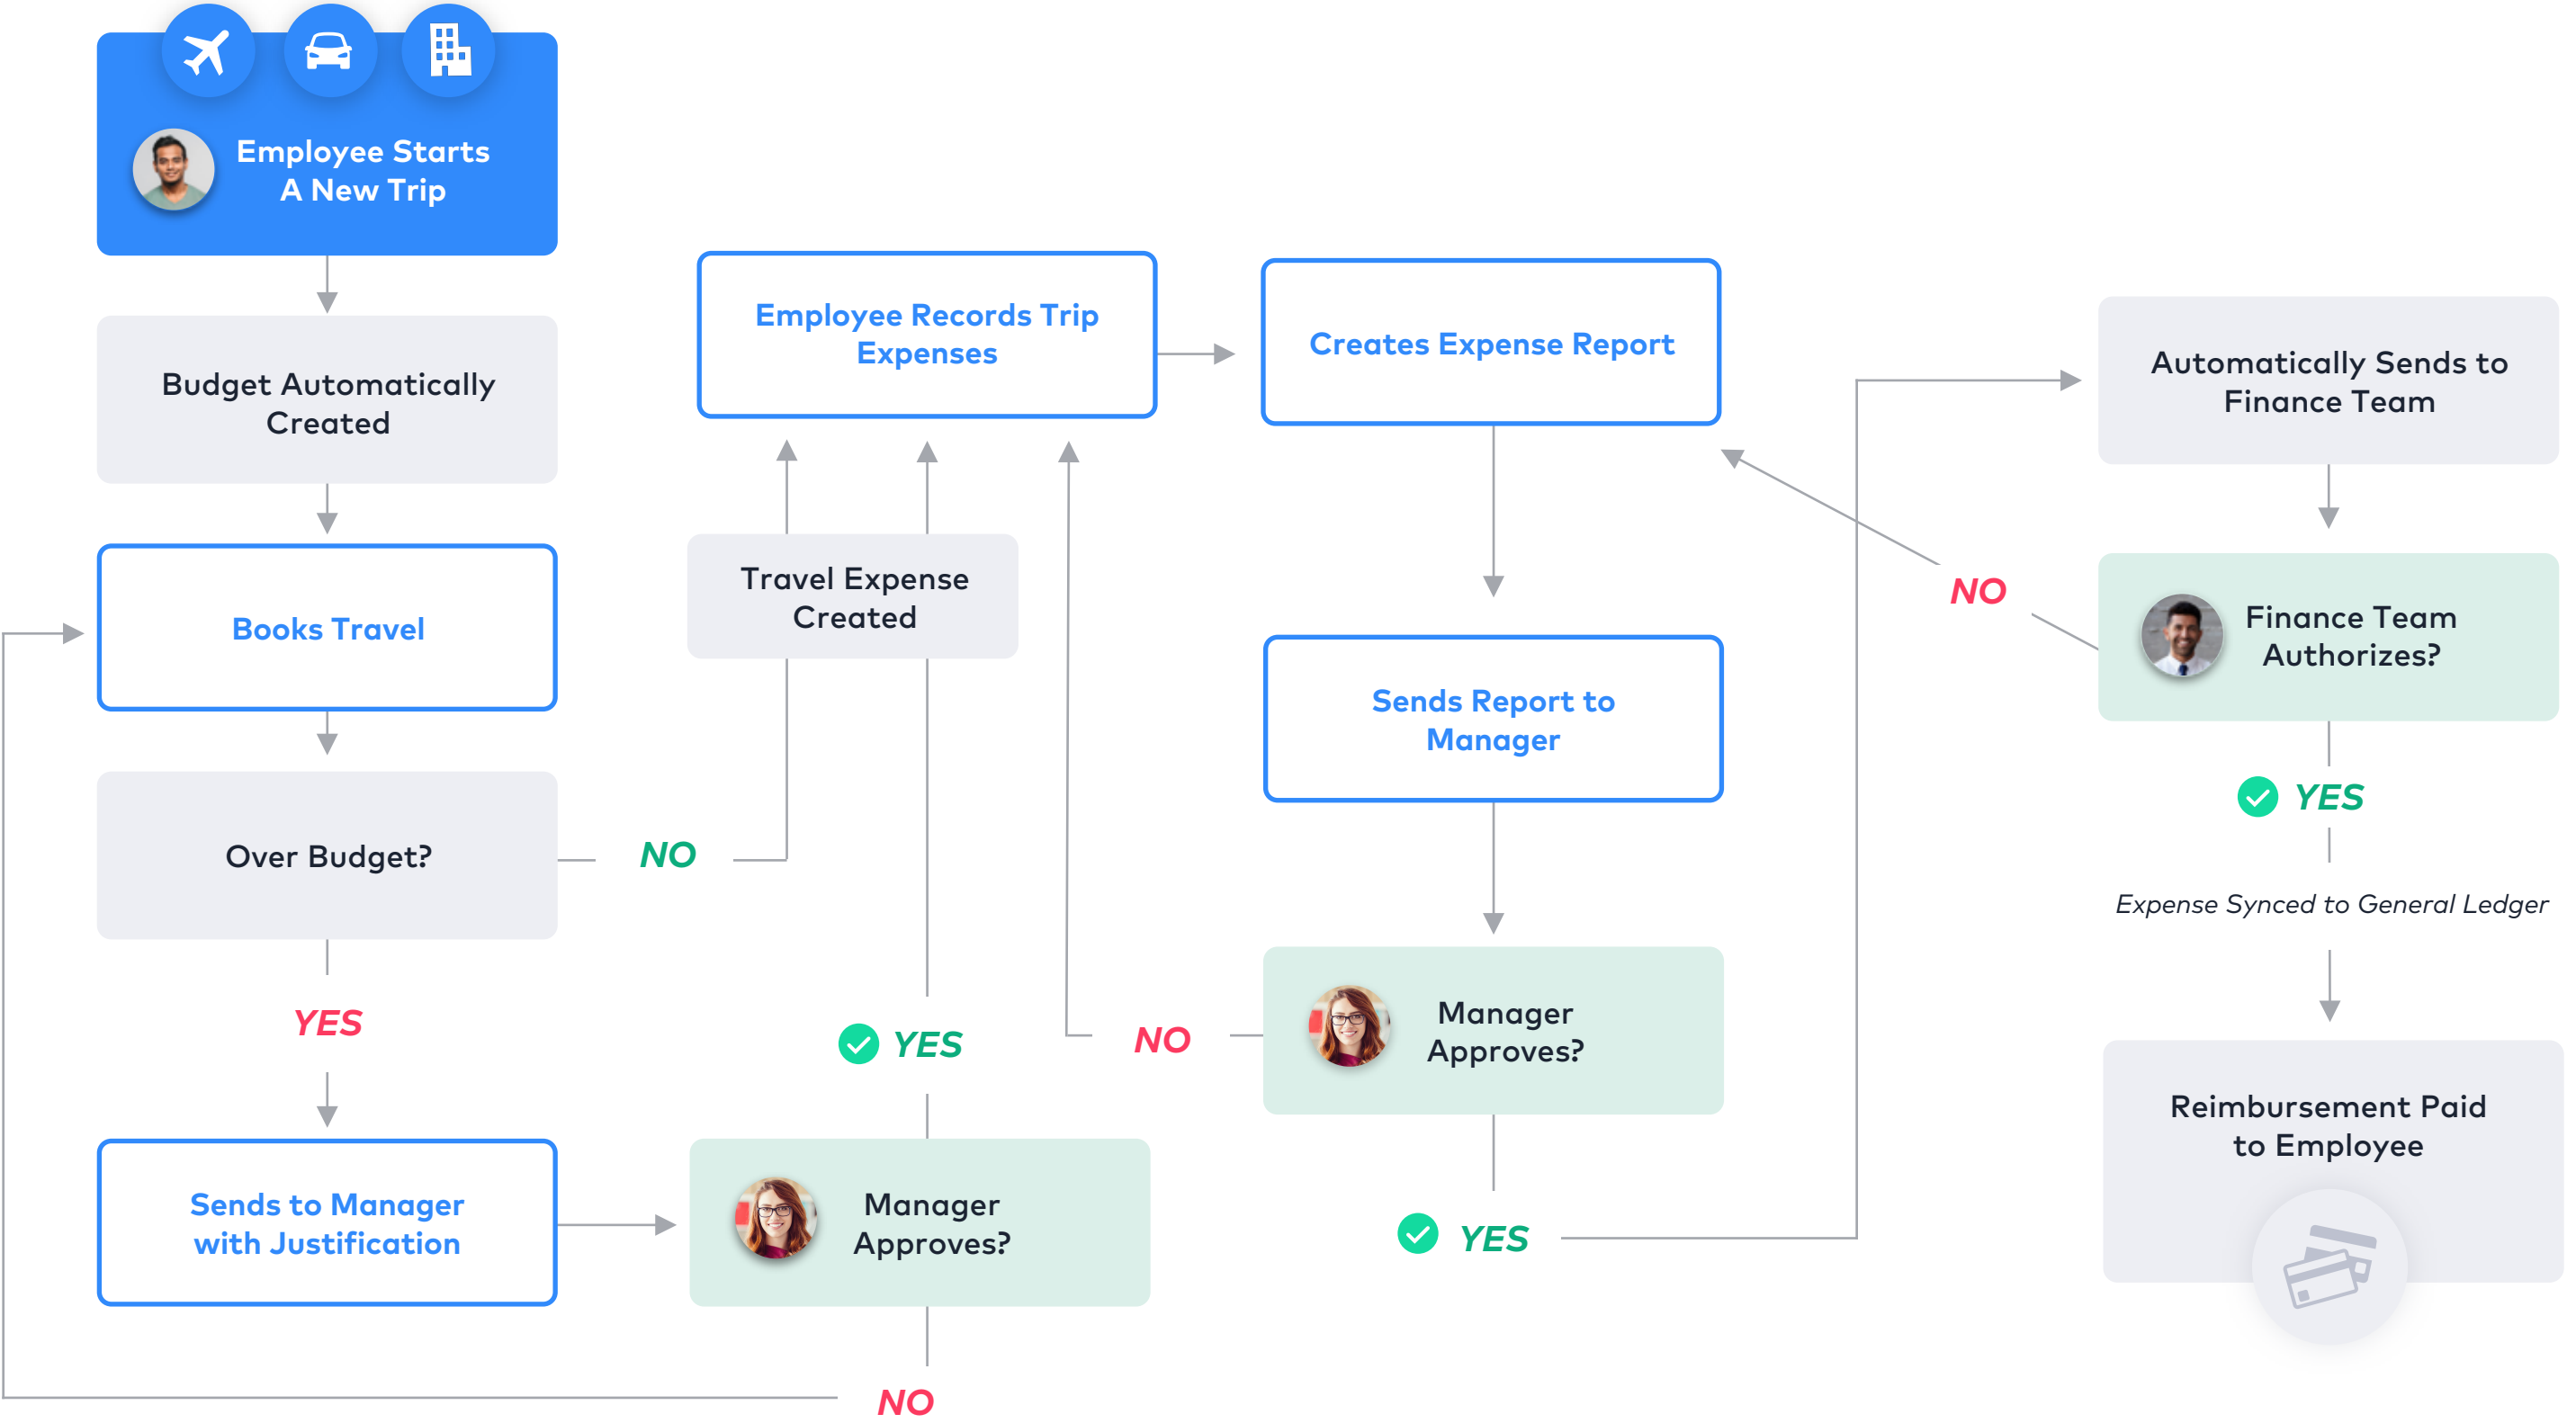 Employee Starts
A New Trip
Budget Automatically
Created
Books Travel
Over Budget?
NO
YES
Sends to Manager
with Justification
Manager
Approves?
NO
YES
Travel Expense
Created
Employee Records Trip
Expenses
Creates Expense Report
Sends Report to
Manager
Manager
Approves?
NO
YES
Automatically Sends to
Finance Team
Finance Team
Authorizes?
NO
YES
Expense Synced to General Ledger
Reimbursement Paid
to Employee